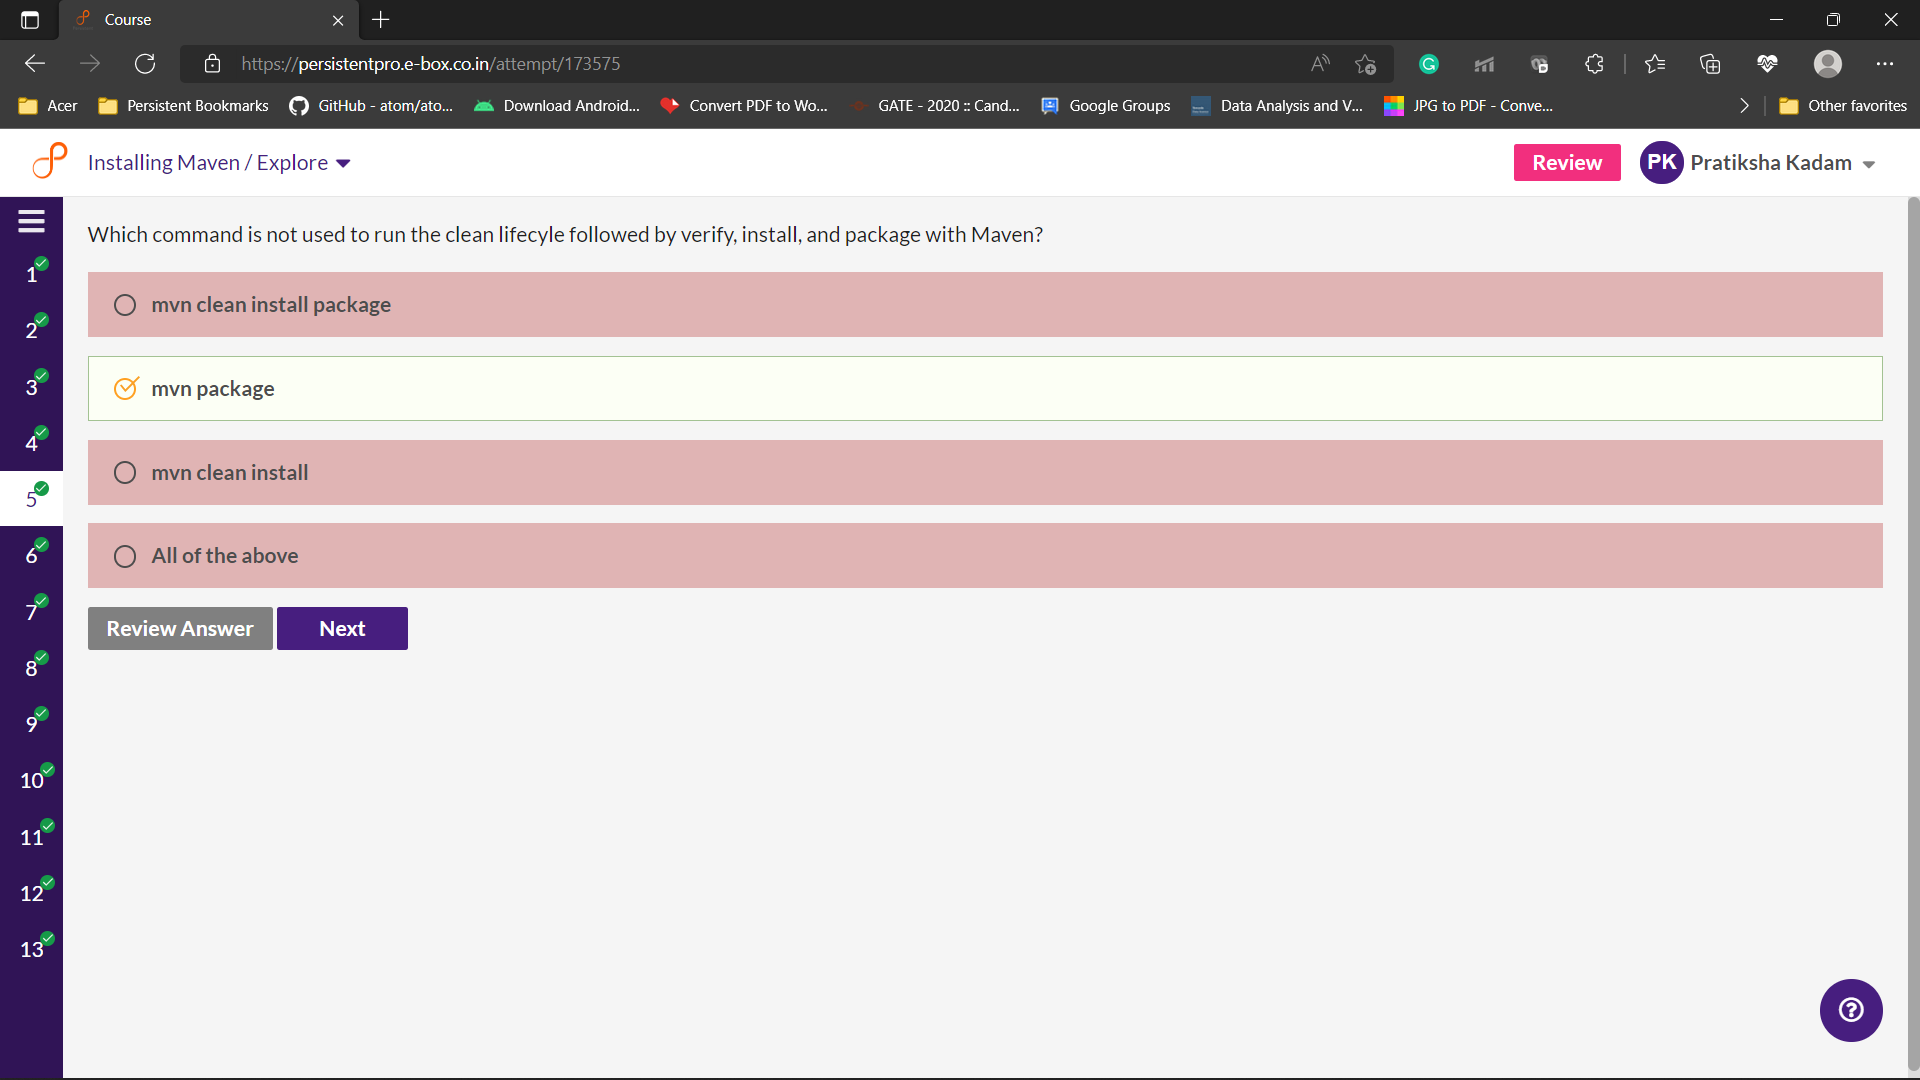 Course
https://persistentpro.e-box.co.in/attempt/173575
Acer
Persistent Bookmarks
GitHub - atom/ato...
Download Android...
Convert PDF to Wo...
GATE - 2020 :: Cand...
Google Groups
Data Analysis and V...
JPG to PDF - Conve...
Other favorites
Installing Maven / Explore
Review
PK
Pratiksha Kadam
Which command is not used to run the clean lifecyle followed by verify, install, and package with Maven?
mvn clean install package
mvn package
mvn clean install
All of the above
Review Answer
Next
1
2
3
4
5
6
7
8
9
10
11
12
13